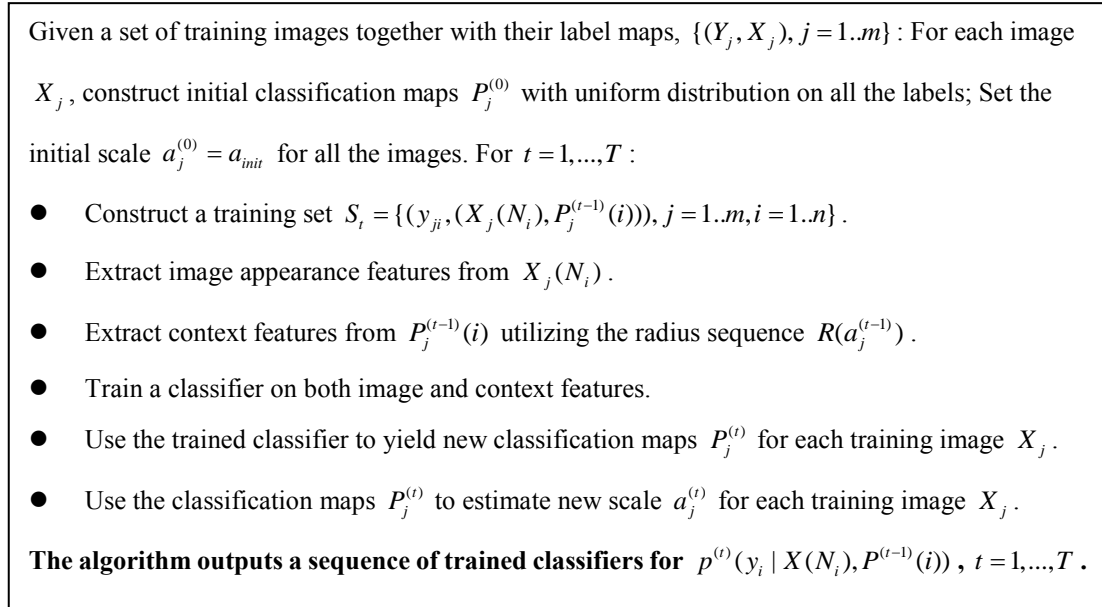 Given a set of training images together with their label maps, {(Y_j, X_j), j = 1..m} : For each image
X_j , construct initial classification maps P_j^{(0)} with uniform distribution on all the labels; Set the
initial scale a_j^{(0)} = a_{init} for all the images. For t = 1,...,T :
● Construct a training set S_t = {(y_{ji}, (X_j(N_i), P_j^{(t−1)}(i))), j = 1..m, i = 1..n} .
● Extract image appearance features from X_j(N_i) .
● Extract context features from P_j^{(t−1)}(i) utilizing the radius sequence R(a_j^{(t−1)}) .
● Train a classifier on both image and context features.
● Use the trained classifier to yield new classification maps P_j^{(t)} for each training image X_j .
● Use the classification maps P_j^{(t)} to estimate new scale a_j^{(t)} for each training image X_j .
The algorithm outputs a sequence of trained classifiers for p^{(t)}(y_i | X(N_i), P^{(t−1)}(i)) , t = 1,...,T .